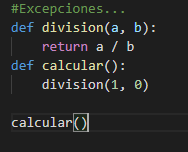 #Excepciones...
def division(a, b):
    return a / b
def calcular():
    division(1, 0)

calcular()